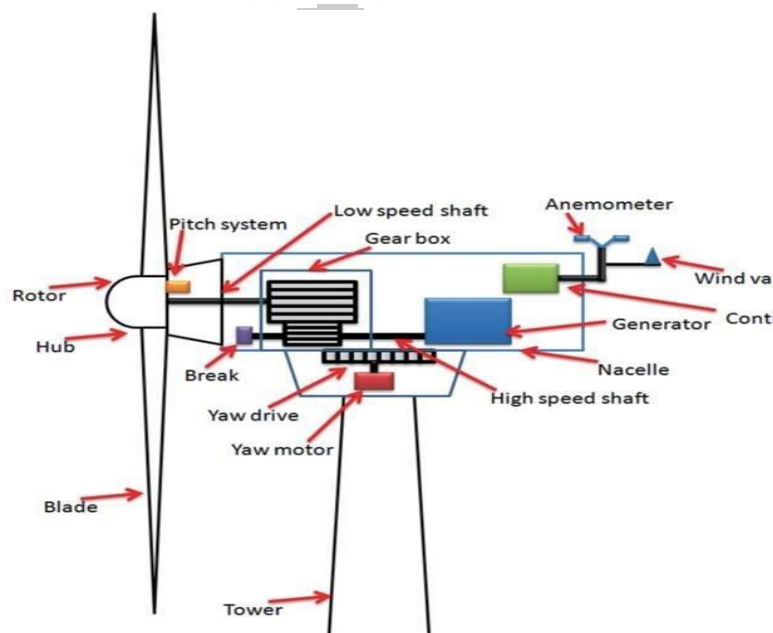 Anemometer
Low speed shaft
Pitch system
Gear box
Wind va
Rotor
Cont
Generator
Hub
Nacelle
Break
High speed shaft
Yaw drive
Yaw motor
Blade
Tower